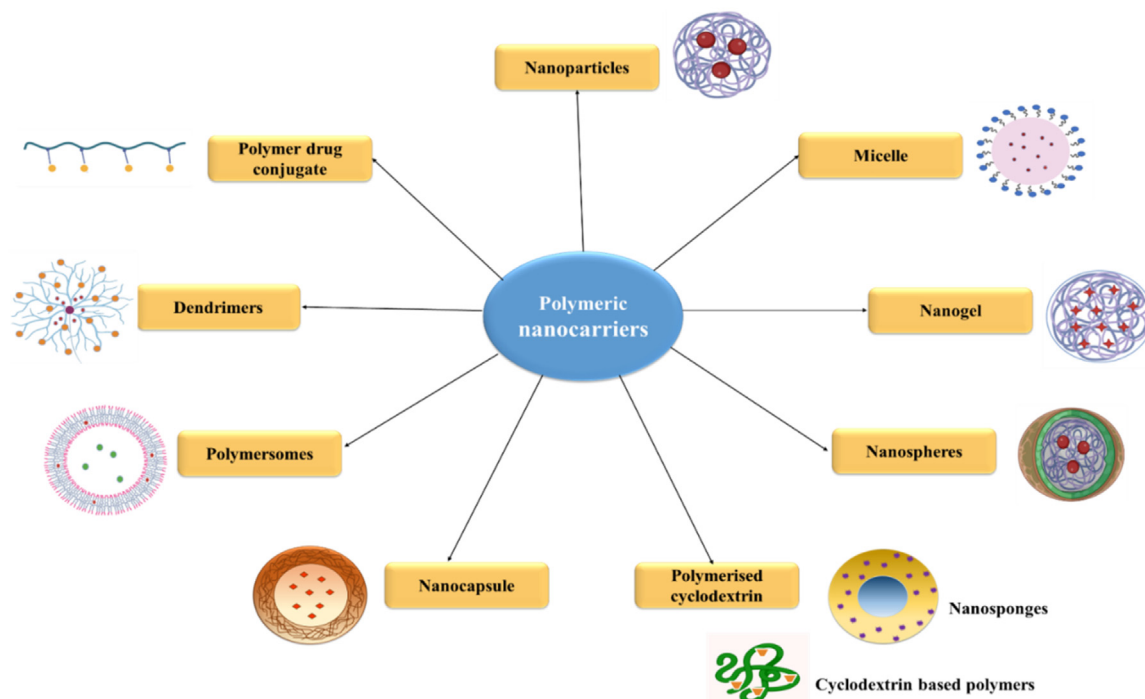 Nanoparticles
Polymer drug
conjugate
Micelle
Dendrimers
Polymeric
nanocarriers
Nanogel
Polymersomes
Nanospheres
Nanocapsule
Polymerised
cyclodextrin
Nanosponges
Cyclodextrin based polymers